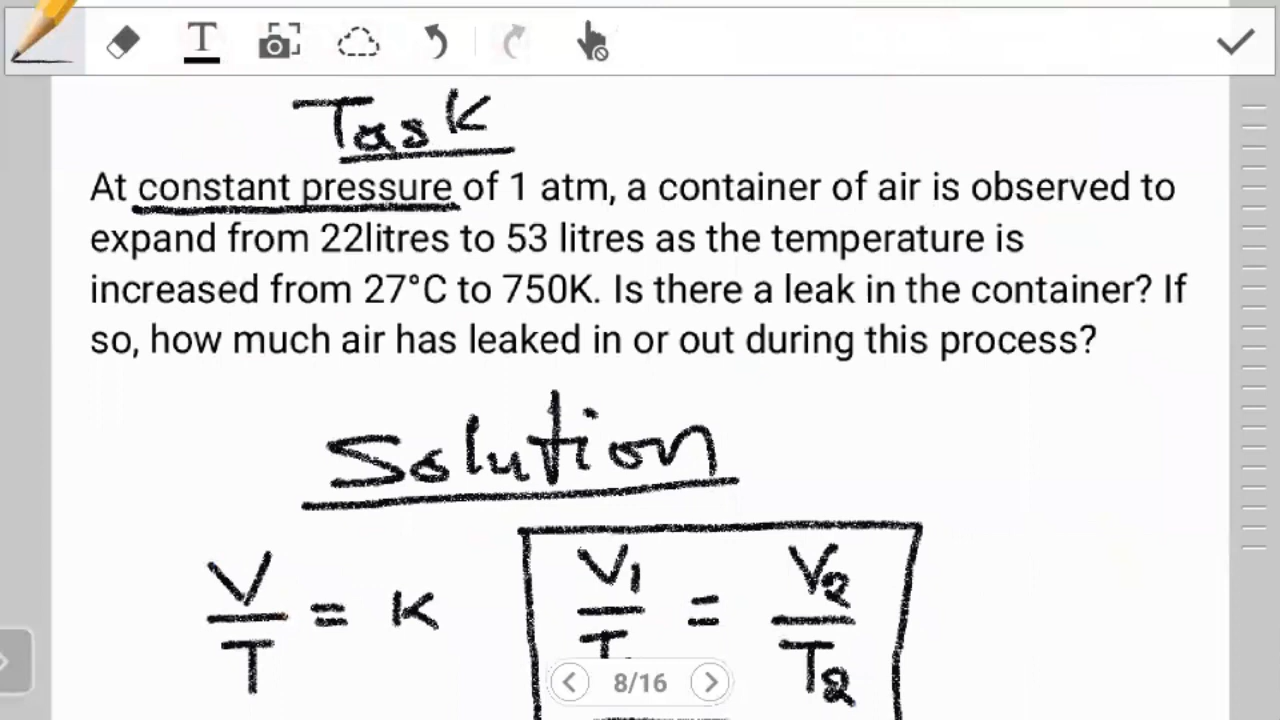 T
Task
At constant pressure of 1 atm, a container of air is observed to
expand from 22litres to 53 litres as the temperature is
increased from 27°C to 750K. Is there a leak in the container? If
so, how much air has leaked in or out during this process?
Solution
V/T = K V1/T = V2/T2
8/16